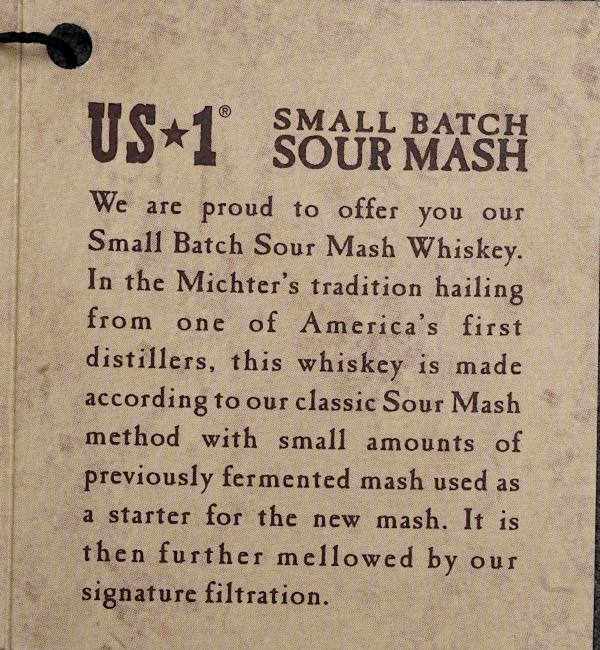 US★1® SMALL BATCH
SOUR MASH
We are proud to offer you our
Small Batch Sour Mash Whiskey.
In the Michter's tradition hailing
from one of America's first
distillers, this whiskey is made
according to our classic Sour Mash
method with small amounts of
previously fermented mash used as
a starter for the new mash. It is
then further mellowed by our
signature filtration.